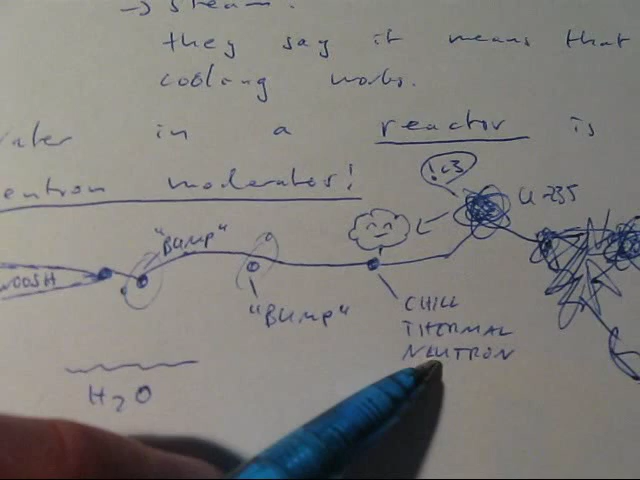 → steam.
they say it means that
cooling works.
water in a reactor is
neutron moderator!
!<3
U-235
"BUMP"
WOOSH
"BUMP"
CHILL
THERMAL
NEUTRON
H₂O